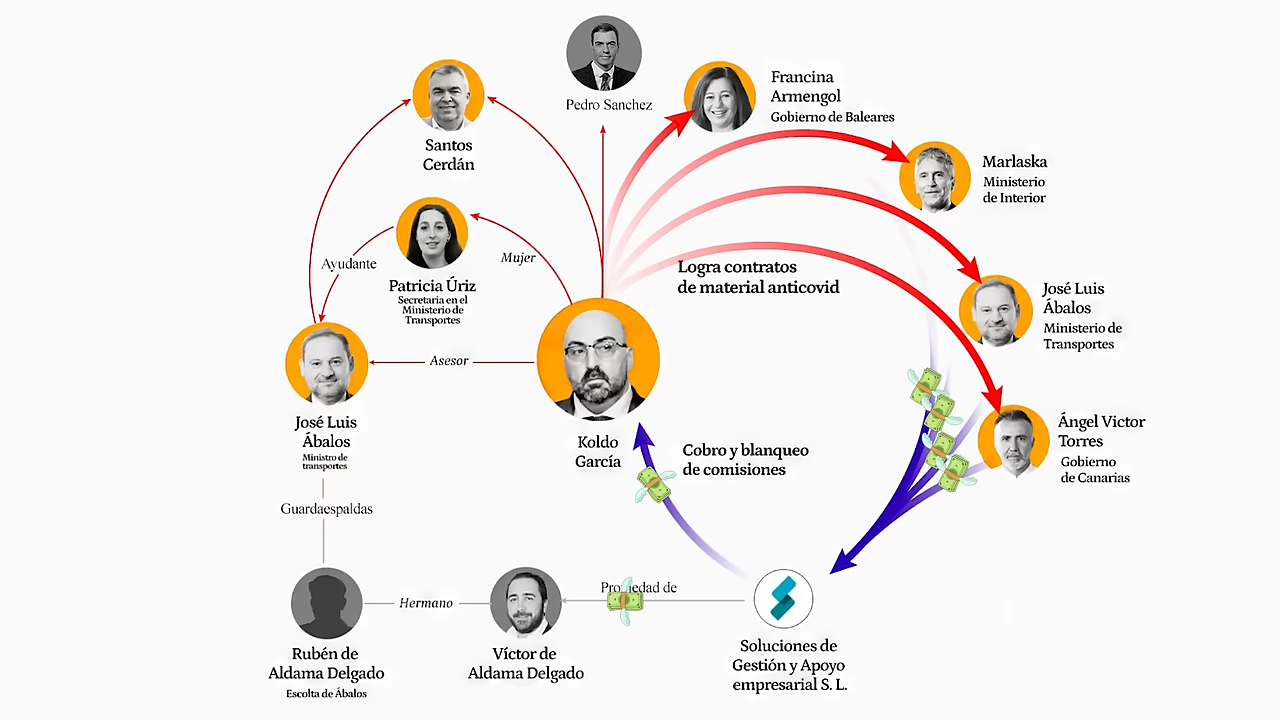 Pedro Sanchez
Francina
Armengol
Gobierno de Baleares
Santos
Cerdán
Marlaska
Ministerio
de Interior
Ayudante
Mujer
Patricia Úriz
Secretaria en el
Ministerio de
Transportes
Logra contratos
de material anticovid
José Luis
Ábalos
Ministerio de
Transportes
Asesor
José Luis
Ábalos
Ministro de
transportes
Koldo
García
Cobro y blanqueo
de comisiones
Ángel Victor
Torres
Gobierno
de Canarias
Guardaespaldas
Hermano
Propiedad de
Rubén de
Aldama Delgado
Escolta de Ábalos
Víctor de
Aldama Delgado
Soluciones de
Gestión y Apoyo
empresarial S. L.